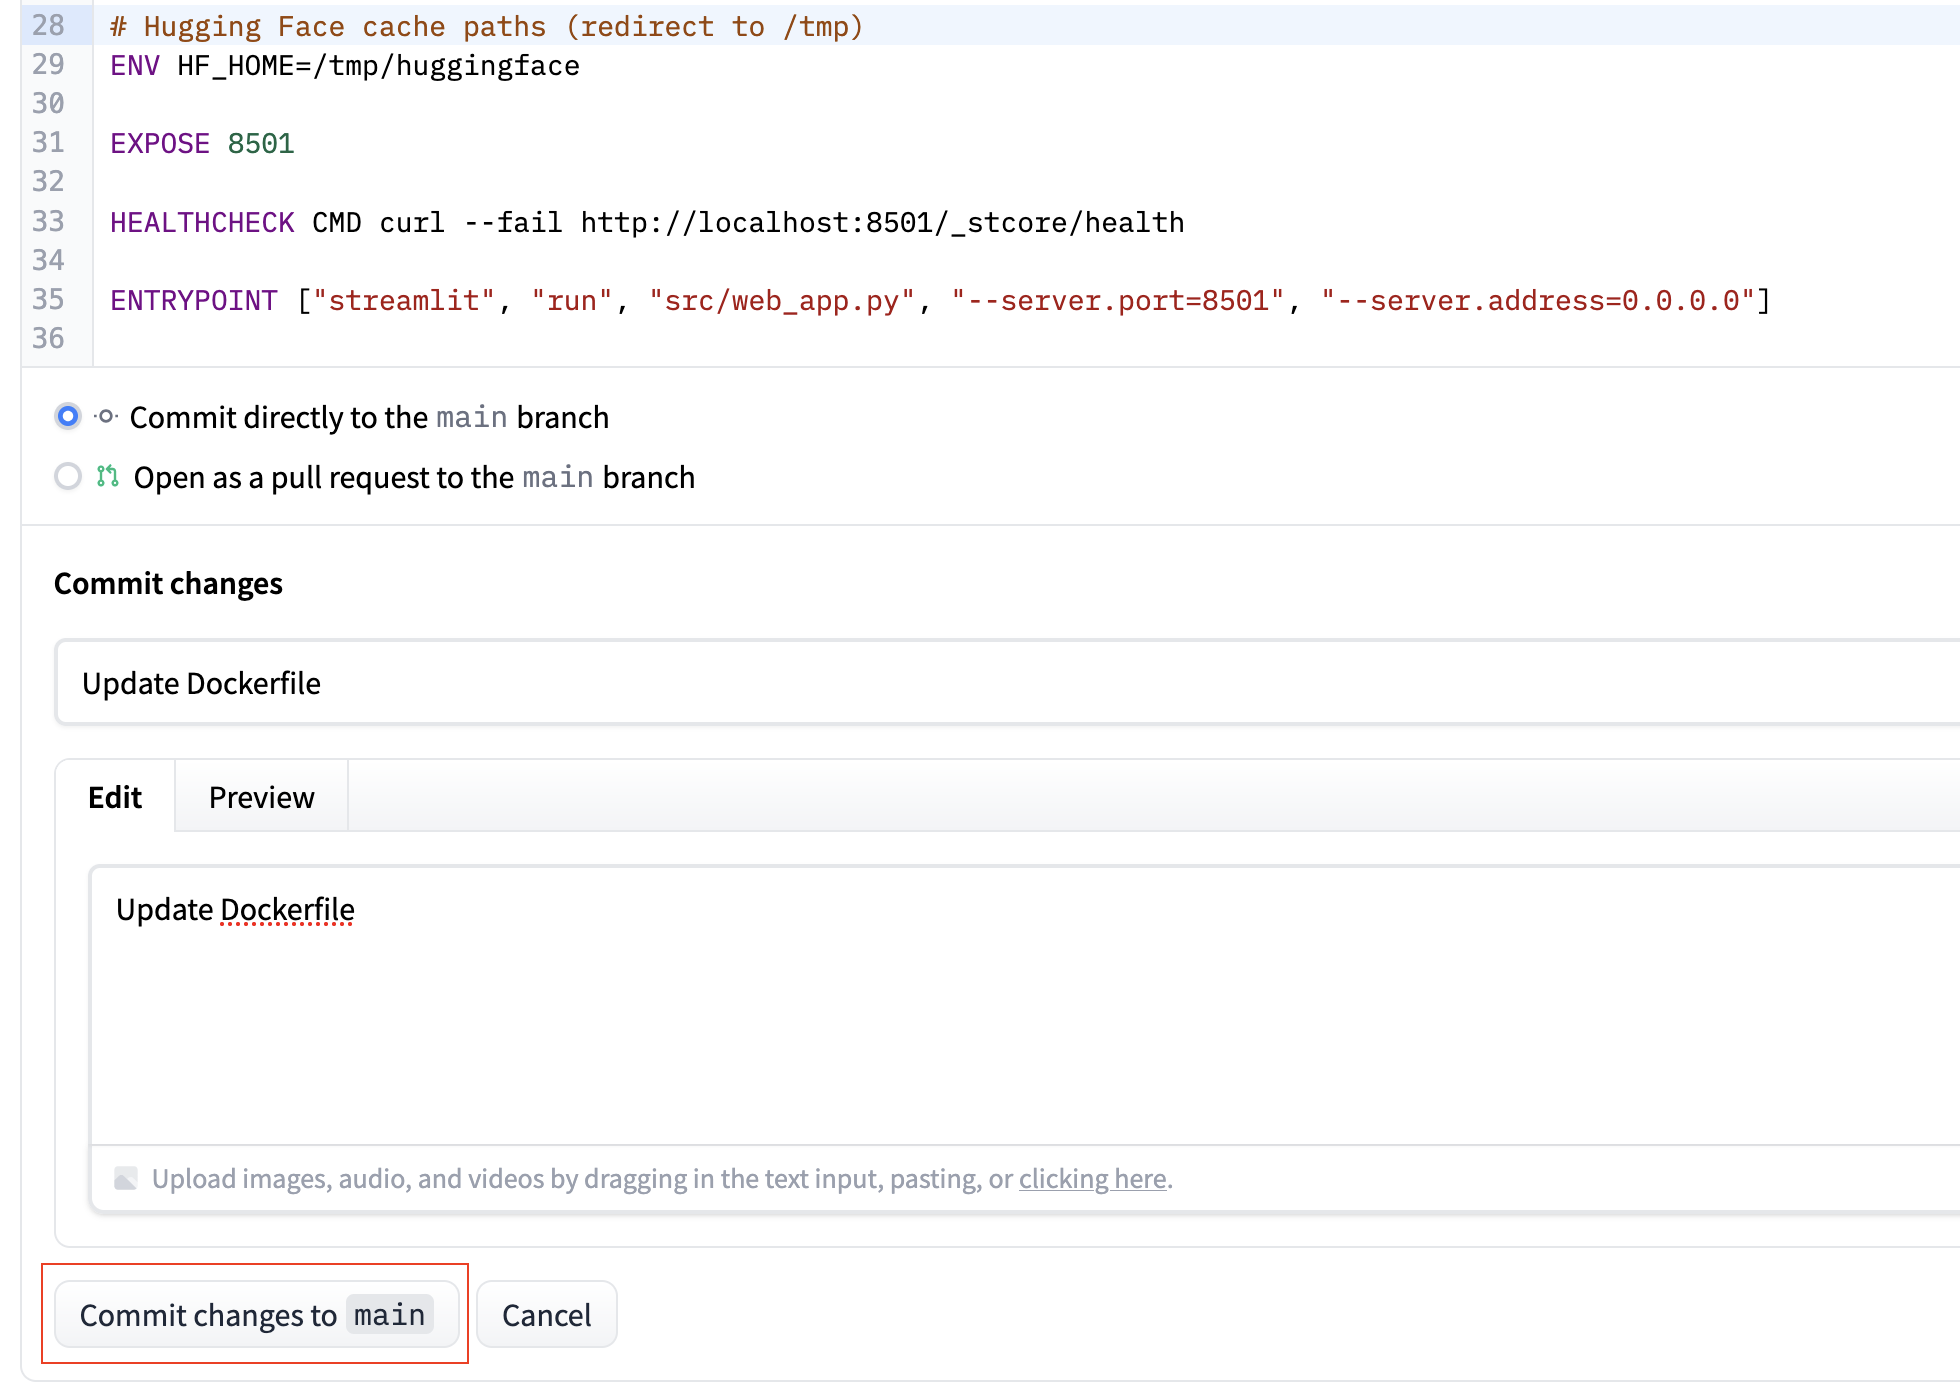 28 # Hugging Face cache paths (redirect to /tmp)
29 ENV HF_HOME=/tmp/huggingface
30
31 EXPOSE 8501
32
33 HEALTHCHECK CMD curl --fail http://localhost:8501/_stcore/health
34
35 ENTRYPOINT ["streamlit", "run", "src/web_app.py", "--server.port=8501", "--server.address=0.0.0.0"]
36
Commit directly to the main branch
Open as a pull request to the main branch
Commit changes
Update Dockerfile
Edit Preview
Update Dockerfile
Upload images, audio, and videos by dragging in the text input, pasting, or clicking here.
Commit changes to main Cancel